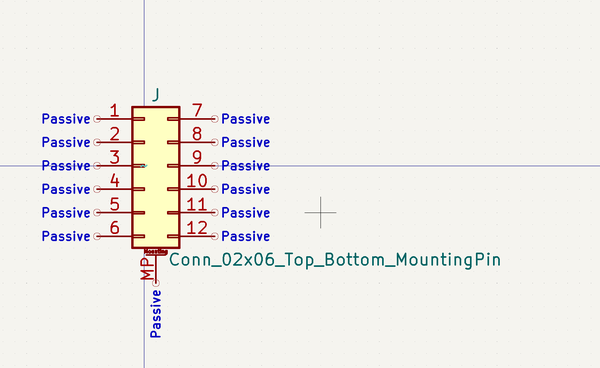 J
Passive 1 7 Passive
Passive 2 8 Passive
Passive 3 9 Passive
Passive 4 10 Passive
Passive 5 11 Passive
Passive 6 12 Passive
Mounting
MP
Conn_02x06_Top_Bottom_MountingPin
Passive